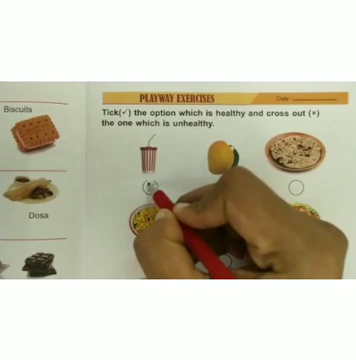 PLAYWAY EXERCISES
Date :
Tick(✓) the option which is healthy and cross out (×)
the one which is unhealthy.
Biscuits
Dosa